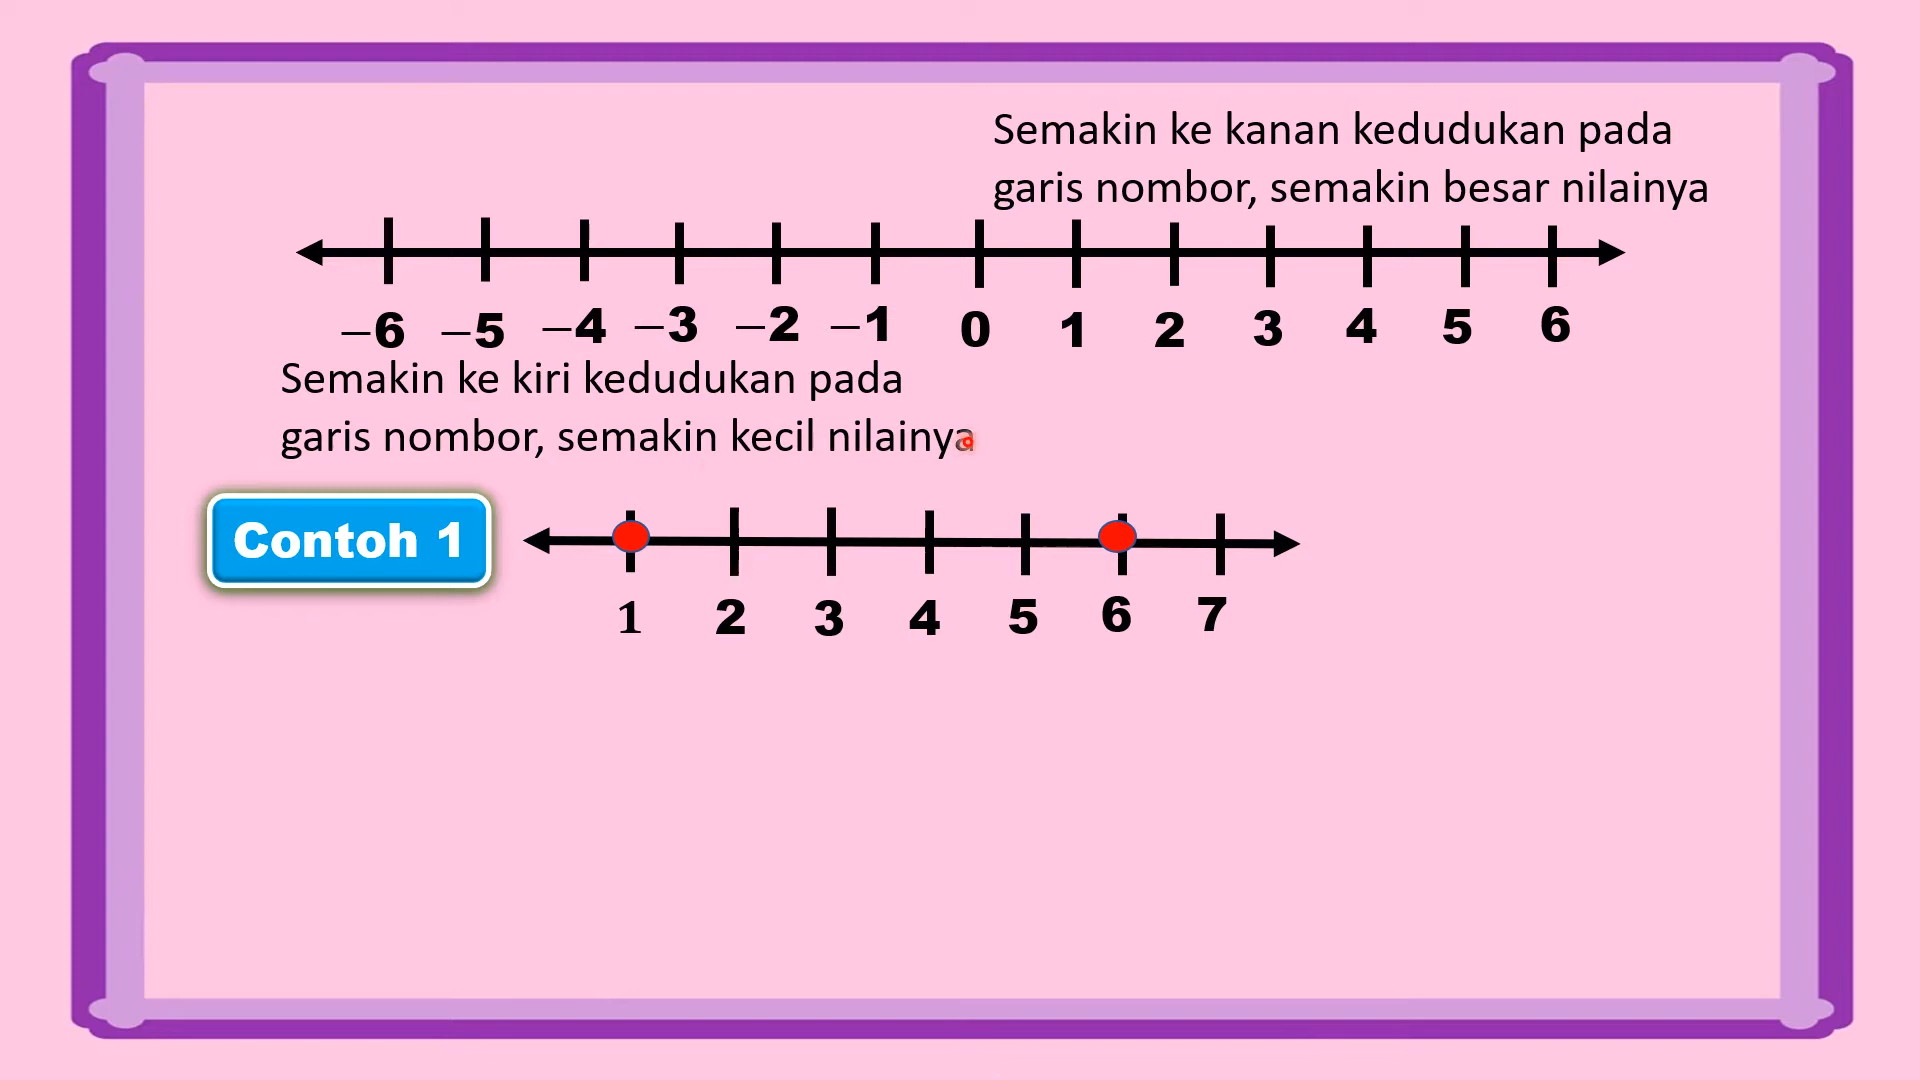 Semakin ke kanan kedudukan pada
garis nombor, semakin besar nilainya
−6 −5 −4 −3 −2 −1 0 1 2 3 4 5 6
Semakin ke kiri kedudukan pada
garis nombor, semakin kecil nilainya
Contoh 1
1 2 3 4 5 6 7